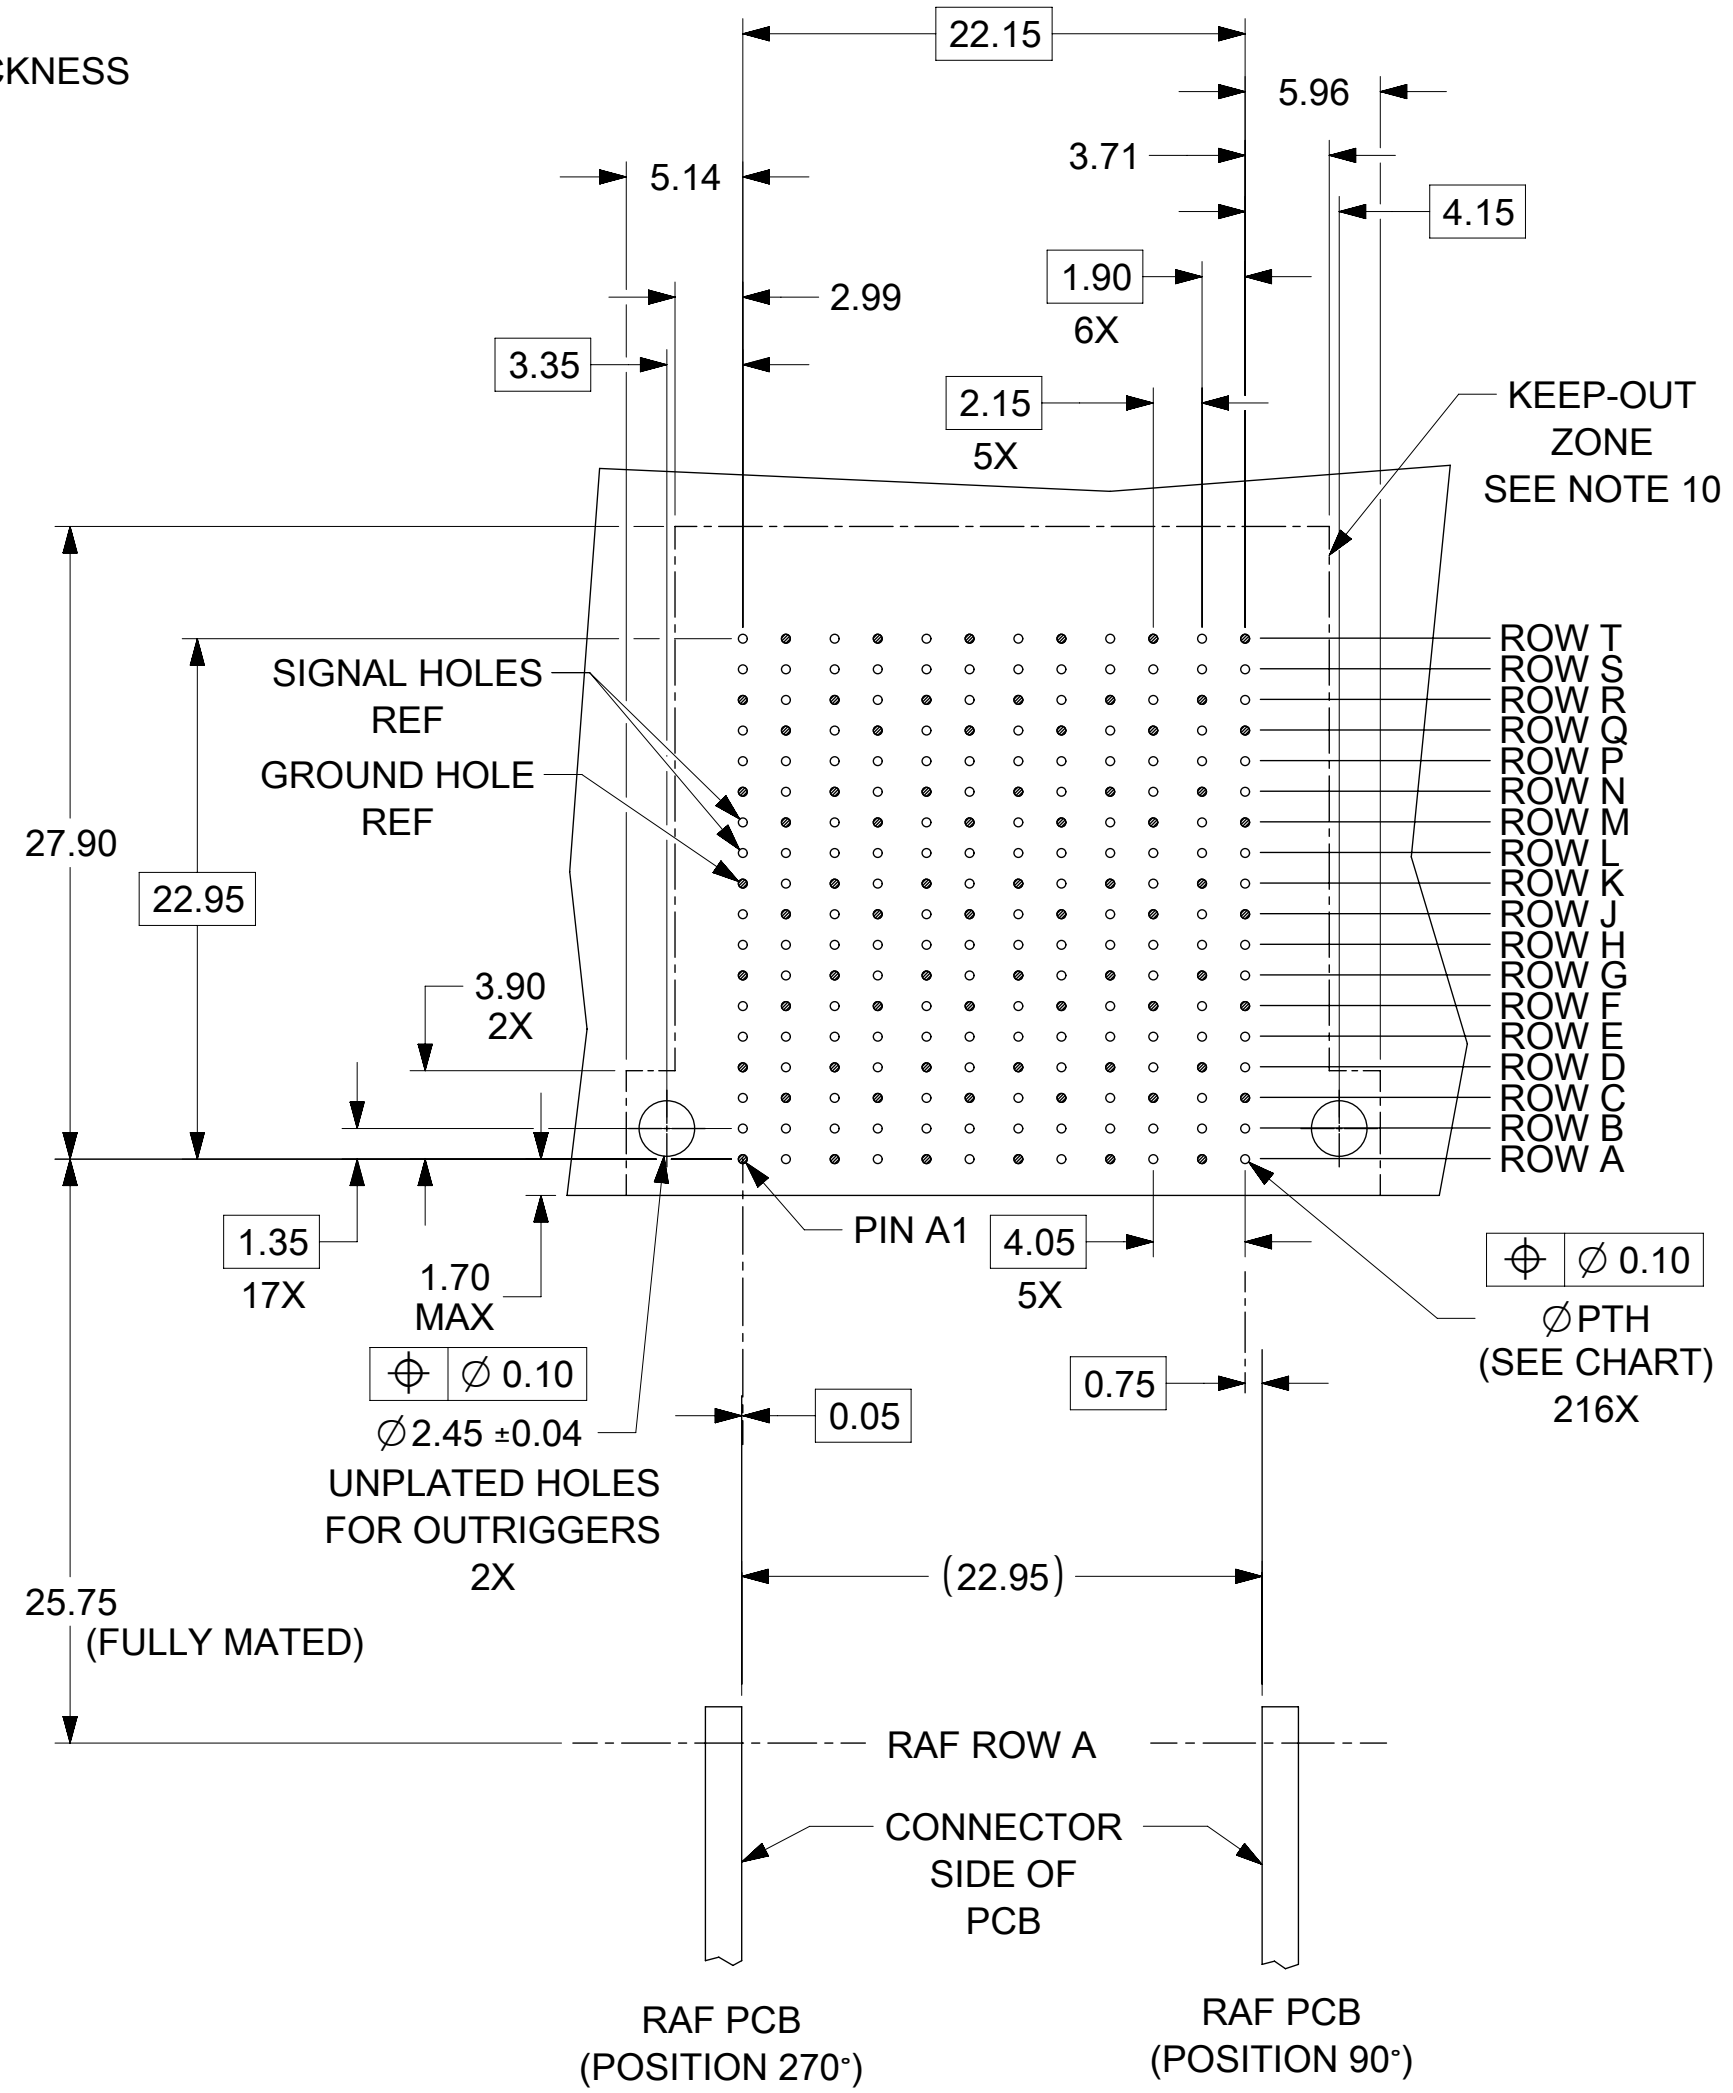 CKNESS
22.15
5.96
3.71
5.14
4.15
1.90
6X
2.99
3.35
2.15
5X
KEEP-OUT
ZONE
SEE NOTE 10
ROW T
ROW S
ROW R
ROW Q
ROW P
ROW N
ROW M
ROW L
ROW K
ROW J
ROW H
ROW G
ROW F
ROW E
ROW D
ROW C
ROW B
ROW A
SIGNAL HOLES
REF
GROUND HOLE
REF
27.90
22.95
3.90
2X
1.35
17X
1.70
MAX
PIN A1
4.05
5X
⌖ ∅ 0.10
∅ PTH
(SEE CHART)
216X
⌖ ∅ 0.10
∅ 2.45 ±0.04
UNPLATED HOLES
FOR OUTRIGGERS
2X
0.05
0.75
(22.95)
25.75
(FULLY MATED)
RAF ROW A
CONNECTOR
SIDE OF
PCB
RAF PCB
(POSITION 270°)
RAF PCB
(POSITION 90°)